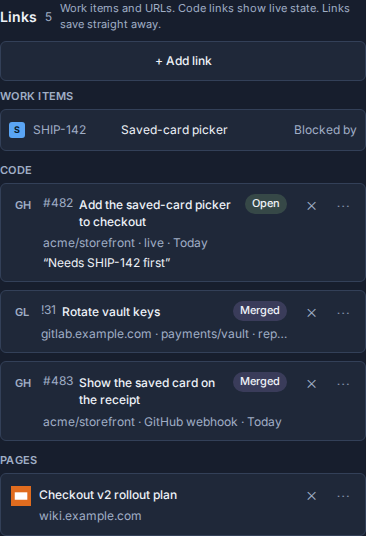 Links 5 Work items and URLs. Code links show live state. Links
save straight away.
+ Add link
WORK ITEMS
S SHIP-142 Saved-card picker Blocked by
CODE
GH #482 Add the saved-card picker Open × ···
to checkout
acme/storefront · live · Today
“Needs SHIP-142 first”
GL !31 Rotate vault keys Merged × ···
gitlab.example.com · payments/vault · rep...
GH #483 Show the saved card on Merged × ···
the receipt
acme/storefront · GitHub webhook · Today
PAGES
Checkout v2 rollout plan × ···
wiki.example.com